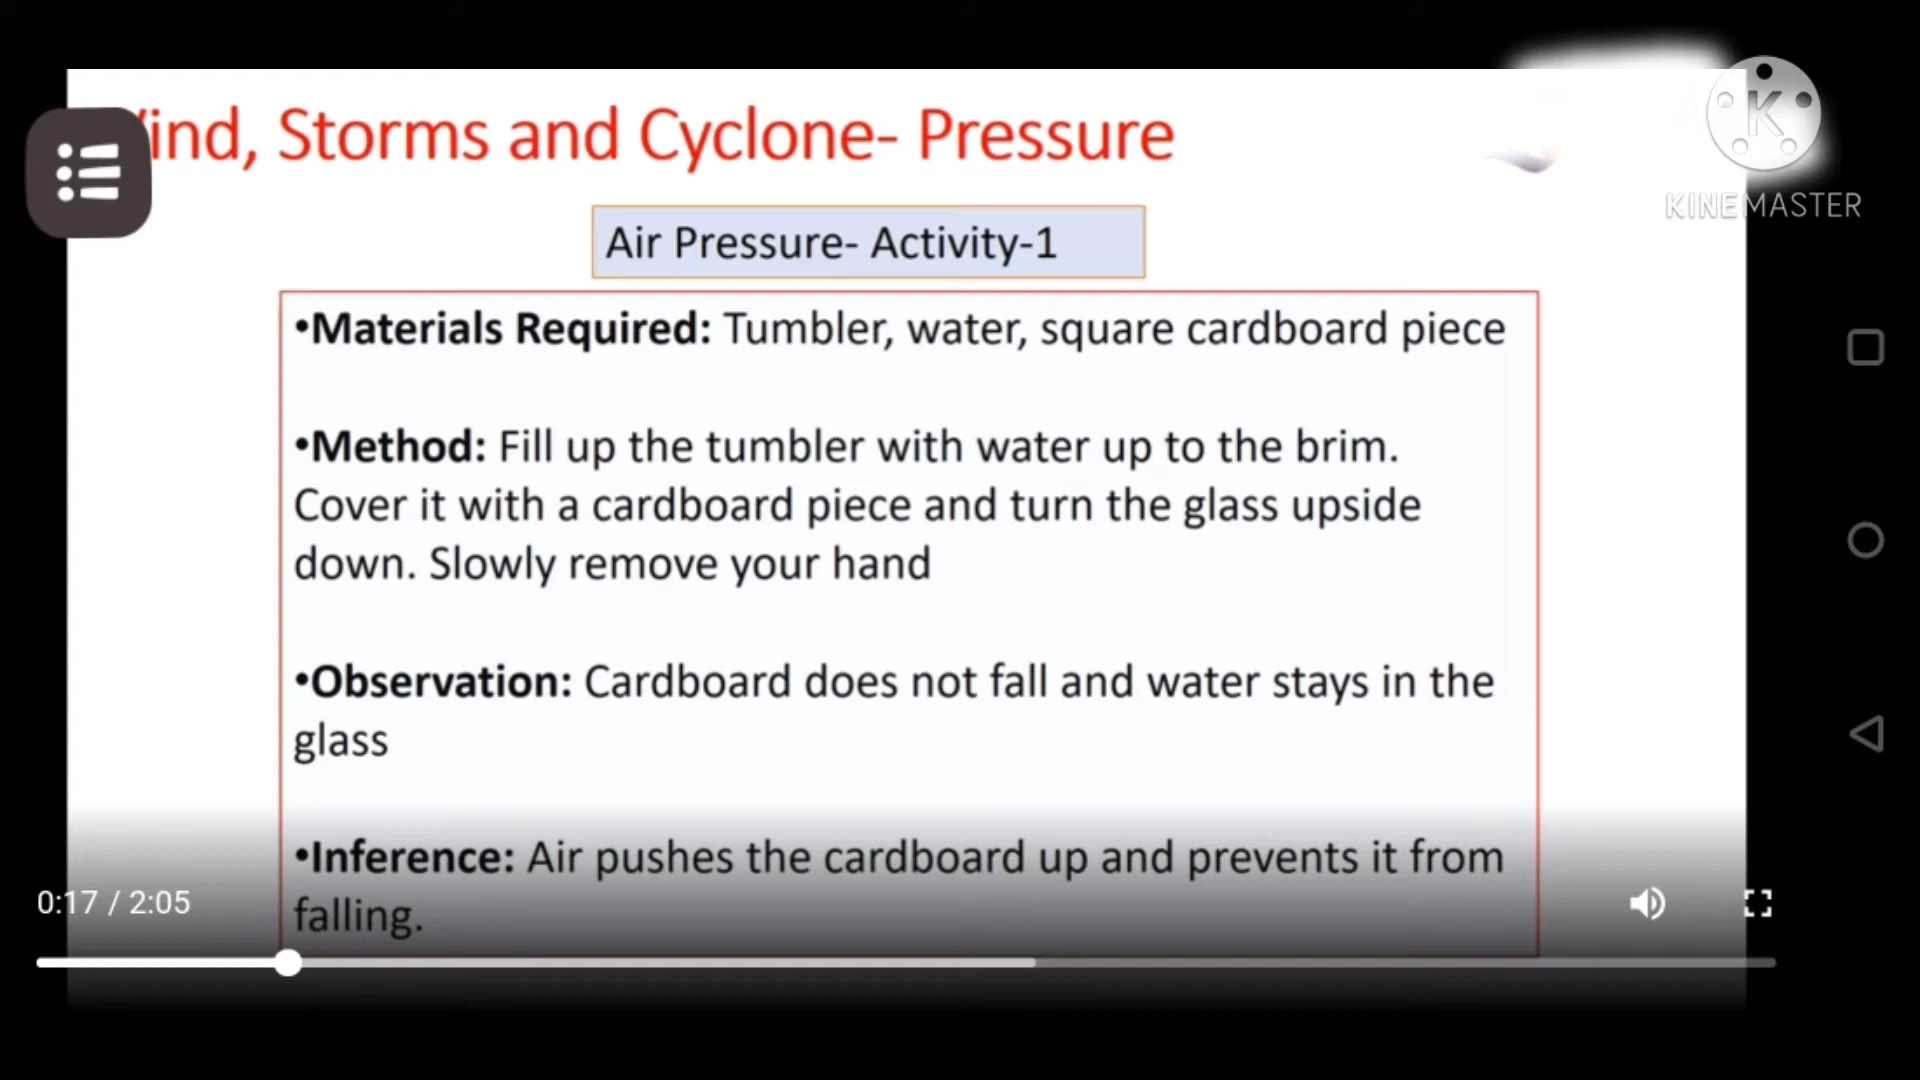 ind, Storms and Cyclone- Pressure
K
KINEMASTER
Air Pressure- Activity-1
•Materials Required: Tumbler, water, square cardboard piece
•Method: Fill up the tumbler with water up to the brim.
Cover it with a cardboard piece and turn the glass upside
down. Slowly remove your hand
•Observation: Cardboard does not fall and water stays in the
glass
•Inference: Air pushes the cardboard up and prevents it from
falling.
0:17 / 2:05